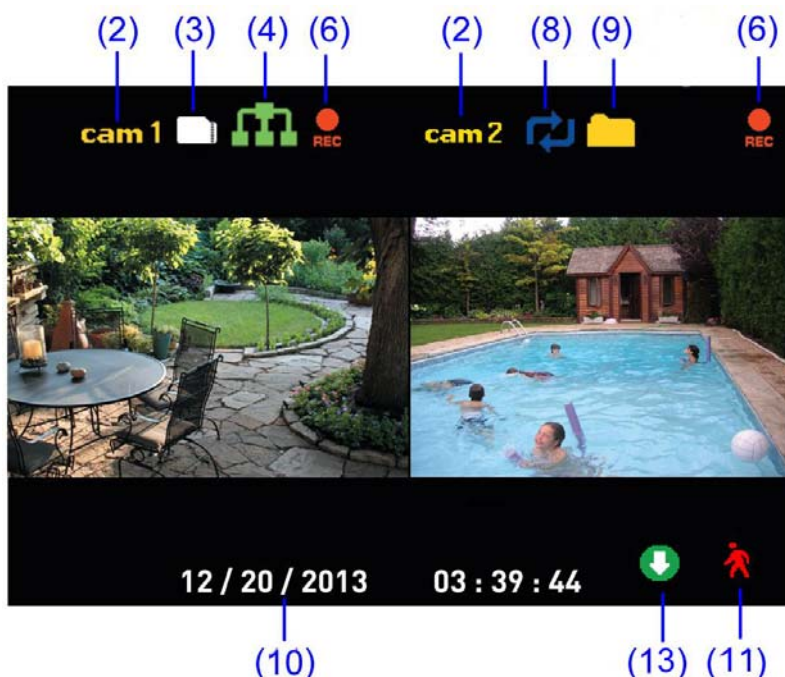 (2) (3) (4) (6) (2) (8) (9) (6)
cam 1 REC cam 2 REC
12 / 20 / 2013 03 : 39 : 44
(10) (13) (11)